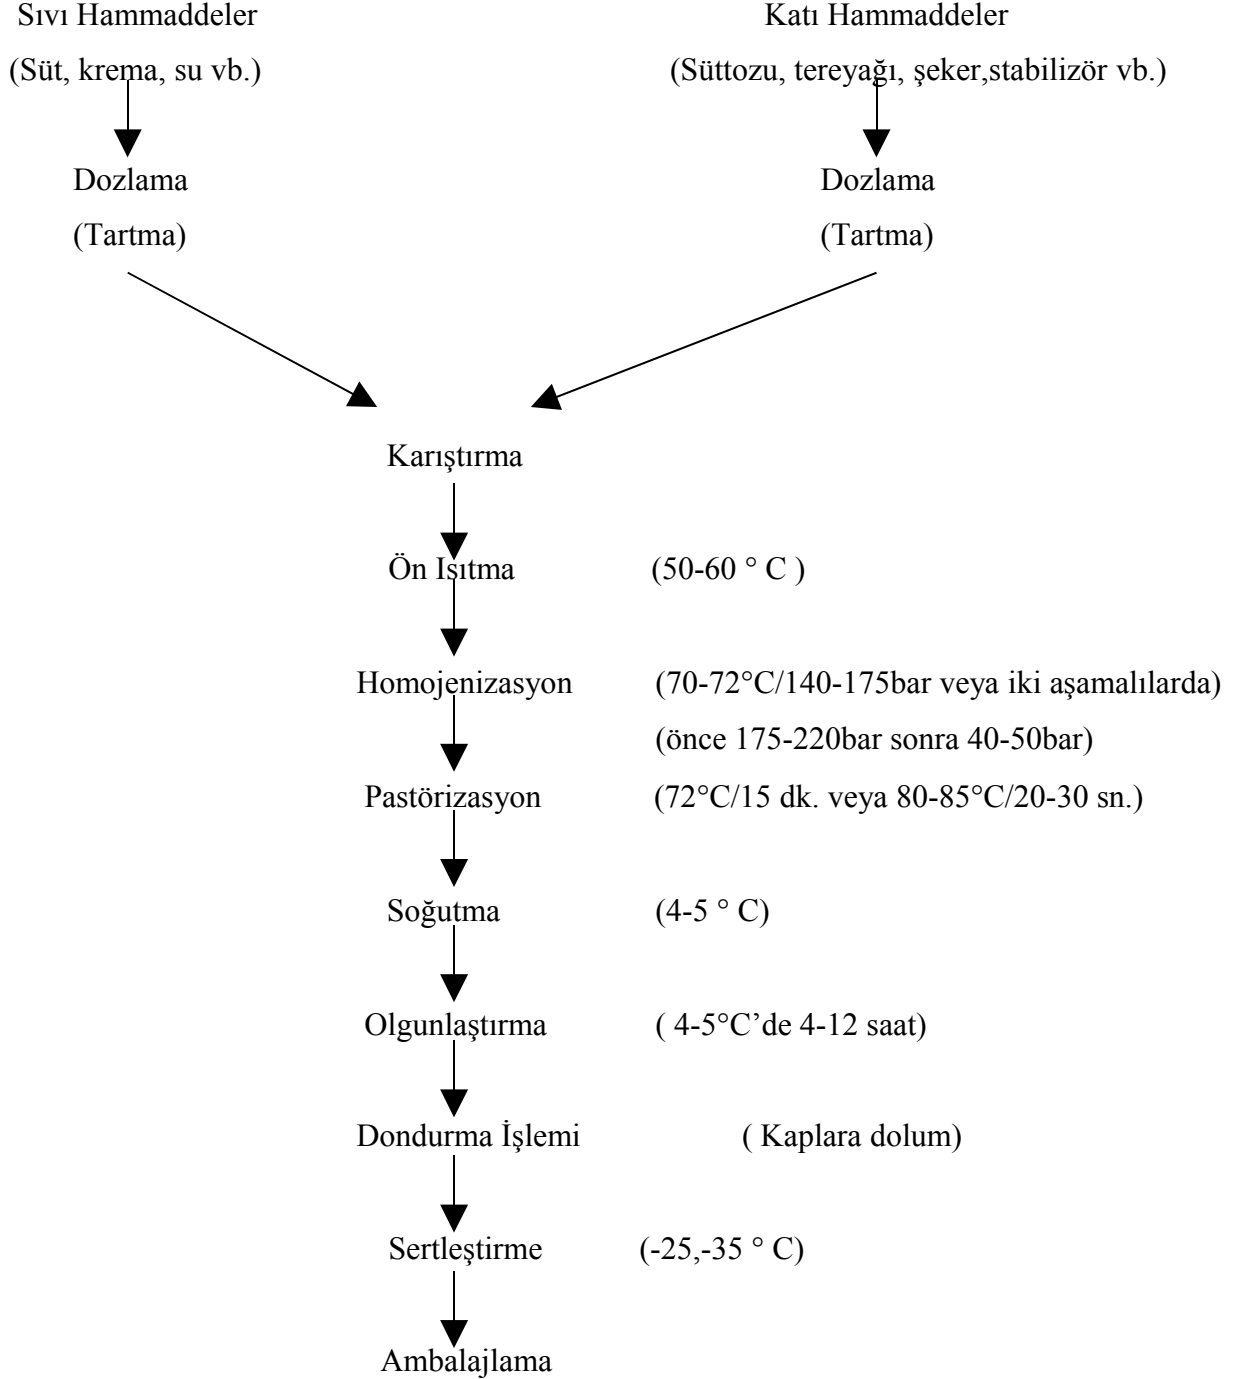 Sıvı Hammaddeler
Katı Hammaddeler
(Süt, krema, su vb.)
(Süttozu, tereyağı, şeker,stabilizör vb.)
Dozlama
Dozlama
(Tartma)
(Tartma)
Karıştırma
Ön Isıtma (50-60 ° C )
Homojenizasyon (70-72°C/140-175bar veya iki aşamalılarda)
(önce 175-220bar sonra 40-50bar)
Pastörizasyon (72°C/15 dk. veya 80-85°C/20-30 sn.)
Soğutma (4-5 ° C)
Olgunlaştırma ( 4-5°C’de 4-12 saat)
Dondurma İşlemi ( Kaplara dolum)
Sertleştirme (-25,-35 ° C)
Ambalajlama